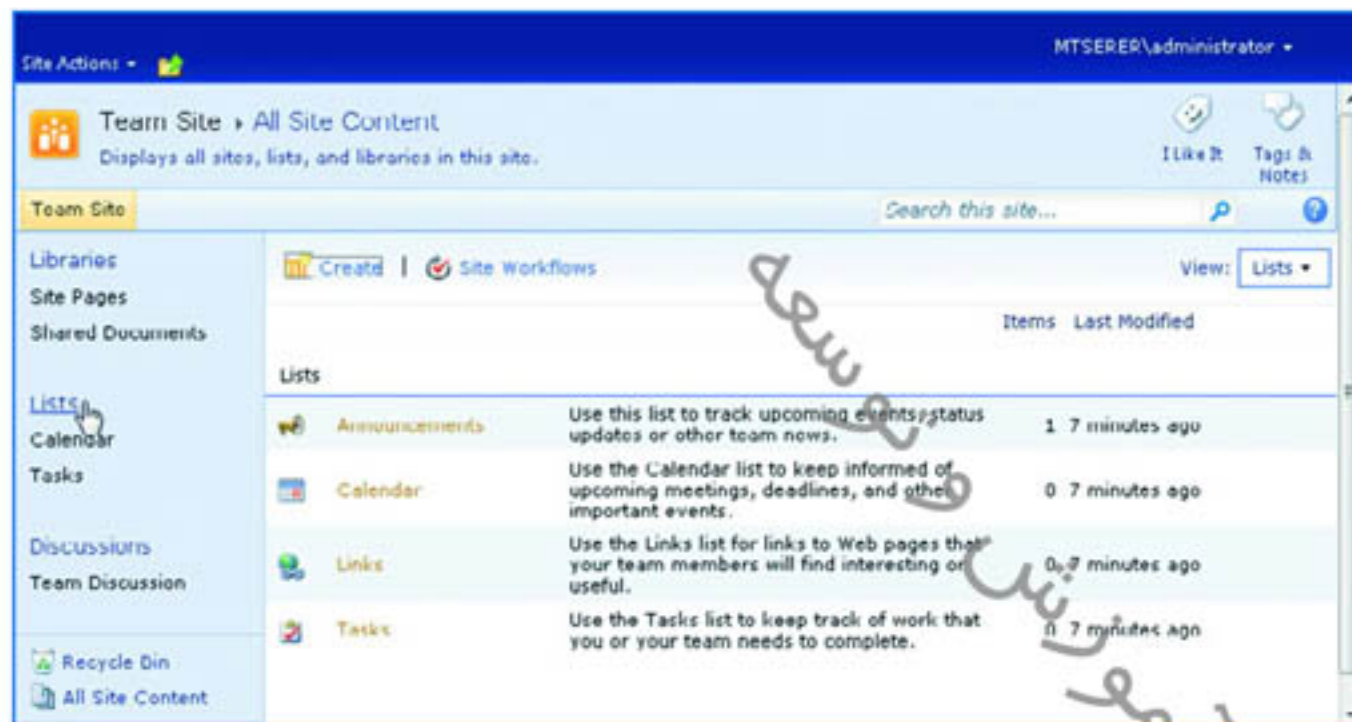 MTSERER\administrator
Site Actions
Team Site ▸ All Site Content
Displays all sites, lists, and libraries in this site.
I Like It
Tags & Notes
Team Site
Search this site...
Libraries
Site Pages
Shared Documents
Lists
Calendar
Tasks
Discussions
Team Discussion
Recycle Bin
All Site Content
Create | Site Workflows
View: Lists
Items Last Modified
Lists
Announcements
Use this list to track upcoming events, status
updates or other team news.
1 7 minutes ago
Calendar
Use the Calendar list to keep informed of
upcoming meetings, deadlines, and other
important events.
0 7 minutes ago
Links
Use the Links list for links to Web pages that
your team members will find interesting or
useful.
0 7 minutes ago
Tasks
Use the Tasks list to keep track of work that
you or your team needs to complete.
0 7 minutes ago
و توسعه